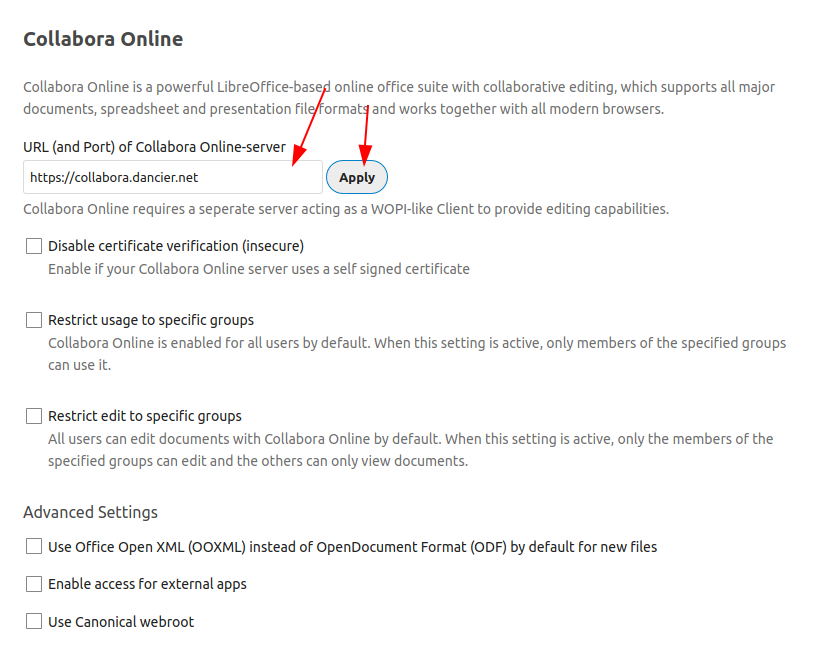 Collabora Online
Collabora Online is a powerful LibreOffice-based online office suite with collaborative editing, which supports all major
documents, spreadsheet and presentation file formats and works together with all modern browsers.
URL (and Port) of Collabora Online-server
https://collabora.dancier.net
Apply
Collabora Online requires a seperate server acting as a WOPI-like Client to provide editing capabilities.
Disable certificate verification (insecure)
Enable if your Collabora Online server uses a self signed certificate
Restrict usage to specific groups
Collabora Online is enabled for all users by default. When this setting is active, only members of the specified groups
can use it.
Restrict edit to specific groups
All users can edit documents with Collabora Online by default. When this setting is active, only the members of the
specified groups can edit and the others can only view documents.
Advanced Settings
Use Office Open XML (OOXML) instead of OpenDocument Format (ODF) by default for new files
Enable access for external apps
Use Canonical webroot